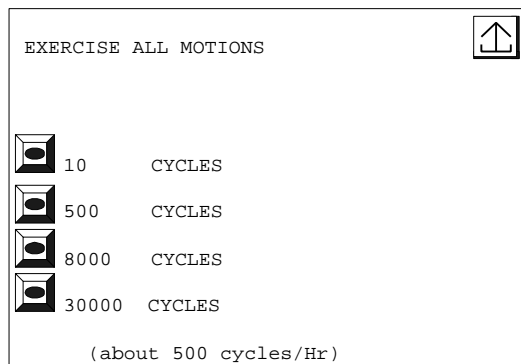 EXERCISE ALL MOTIONS
10 CYCLES
500 CYCLES
8000 CYCLES
30000 CYCLES
(about 500 cycles/Hr)